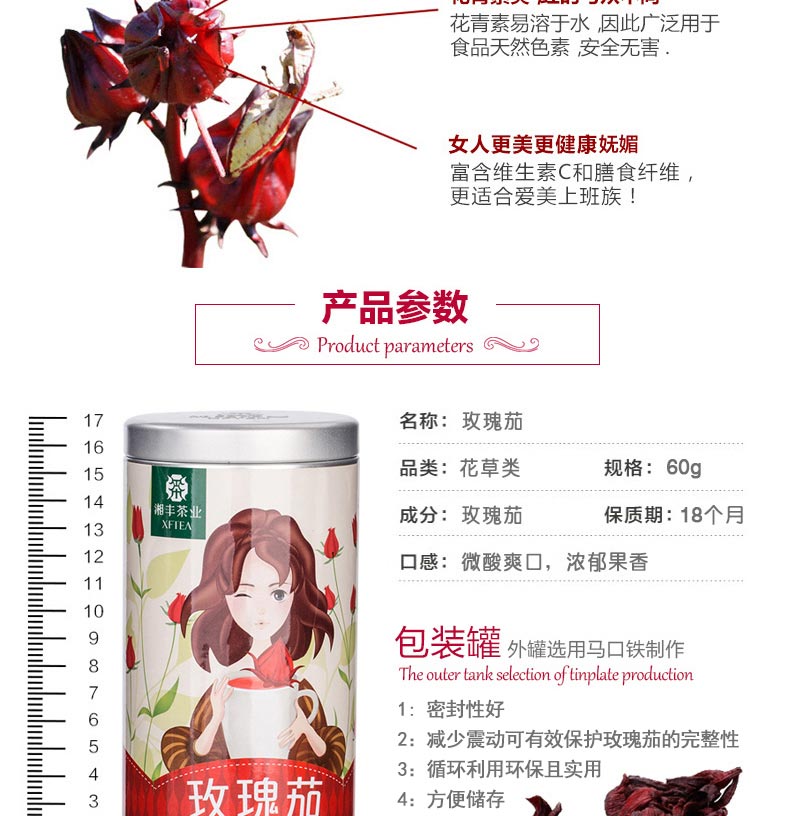 花青素易溶于水 ,因此广泛用于
食品天然色素 ,安全无害 .
女人更美更健康妩媚
富含维生素C和膳食纤维，
更适合爱美上班族！
产品参数
Product parameters
17
16
15
14
13
12
11
10
9
8
7
6
5
4
3
湘丰茶业
XFTEA
玫瑰茄
名称： 玫瑰茄
品类： 花草类 规格： 60g
成分： 玫瑰茄 保质期： 18个月
口感： 微酸爽口，浓郁果香
包装罐 外罐选用马口铁制作
The outer tank selection of tinplate production
1： 密封性好
2： 减少震动可有效保护玫瑰茄的完整性
3： 循环利用环保且实用
4： 方便储存